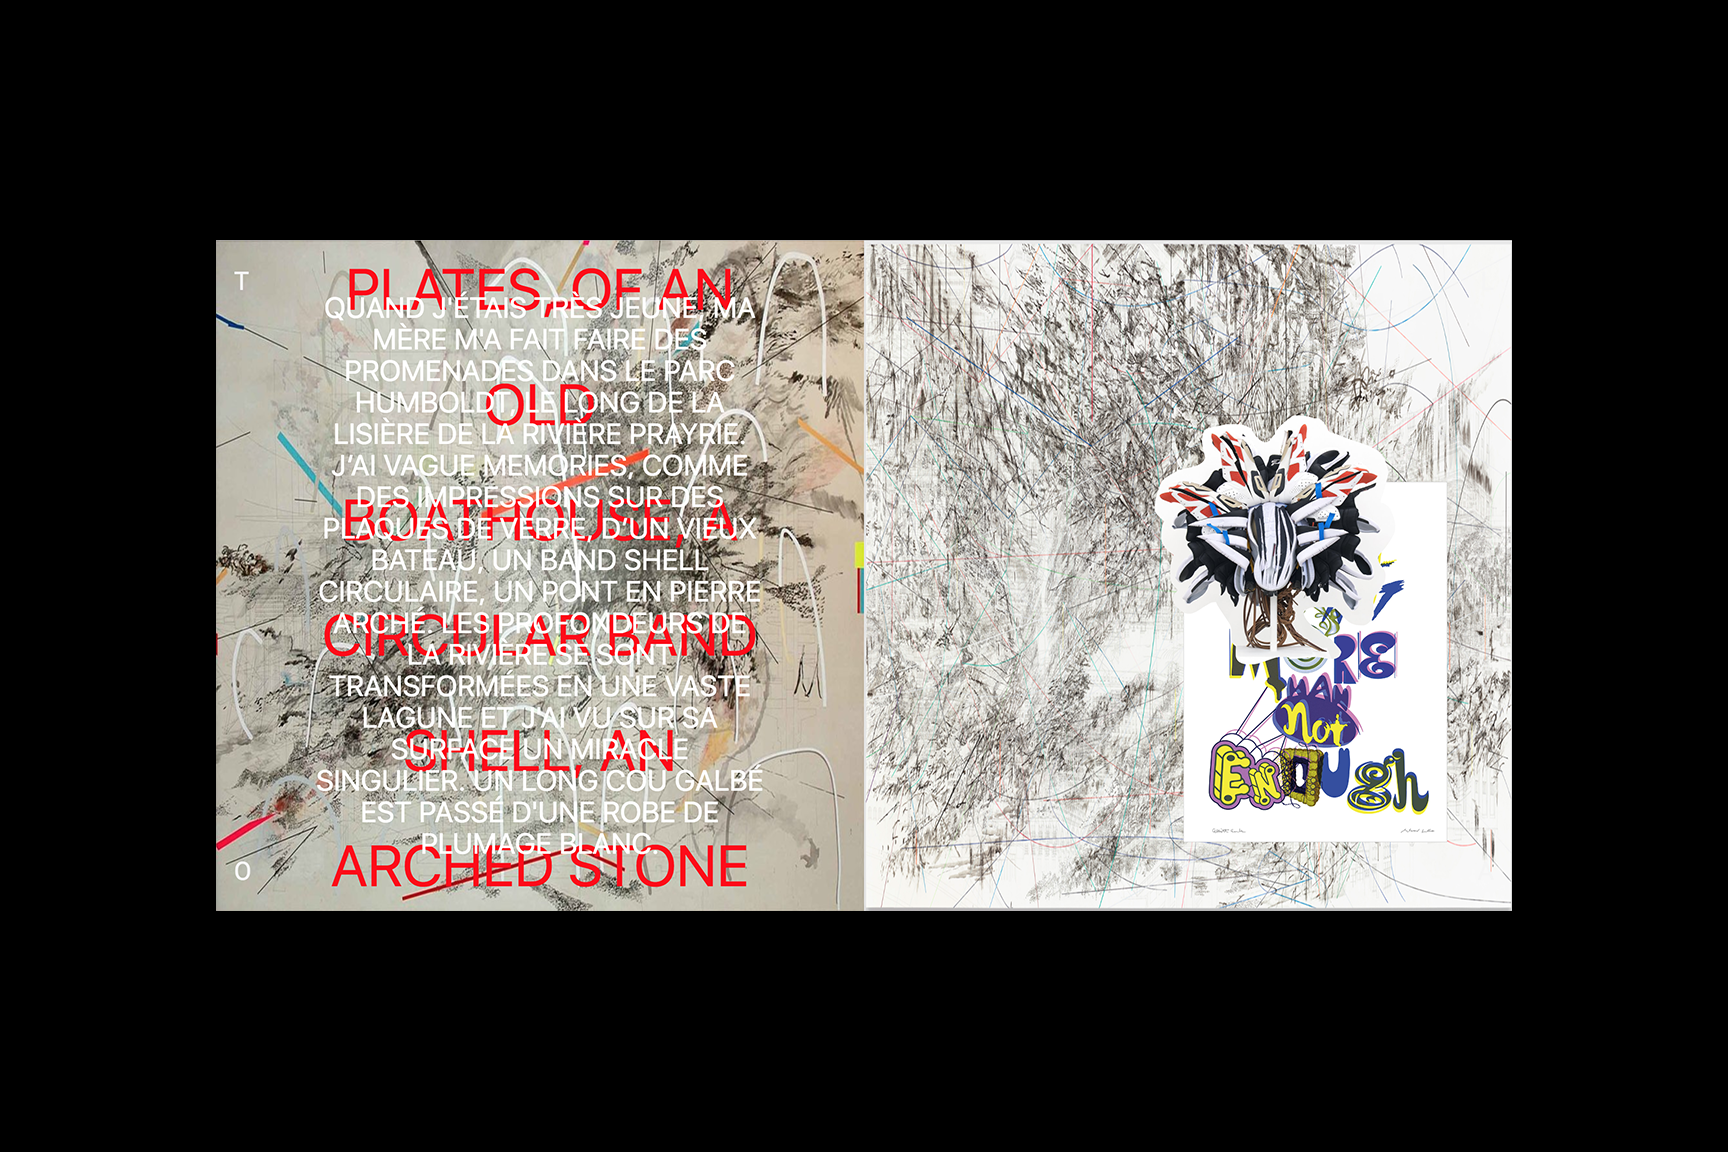 T
PLATES, OF AN
OLD
BOATHOUSE, A
CIRCULAR BAND
SHELL, AN
ARCHED STONE
QUAND J'ÉTAIS TRÈS JEUNE, MA
MÈRE M'A FAIT FAIRE DES
PROMENADES DANS LE PARC
HUMBOLDT, LE LONG DE LA
LISIÈRE DE LA RIVIÈRE PRAYRIE.
J'AI VAGUE MEMORIES, COMME
DES IMPRESSIONS SUR DES
PLAQUES DE VERRE, D'UN VIEUX
BATEAU, UN BAND SHELL
CIRCULAIRE, UN PONT EN PIERRE
ARCHÉ. LES PROFONDEURS DE
LA RIVIÈRE SE SONT
TRANSFORMÉES EN UNE VASTE
LAGUNE ET J'AI VU SUR SA
SURFACE UN MIRACLE
SINGULIER. UN LONG COU GALBÉ
EST PASSÉ D'UNE ROBE DE
PLUMAGE BLANC.
O
MORE
THAN
Not
ENOUgh